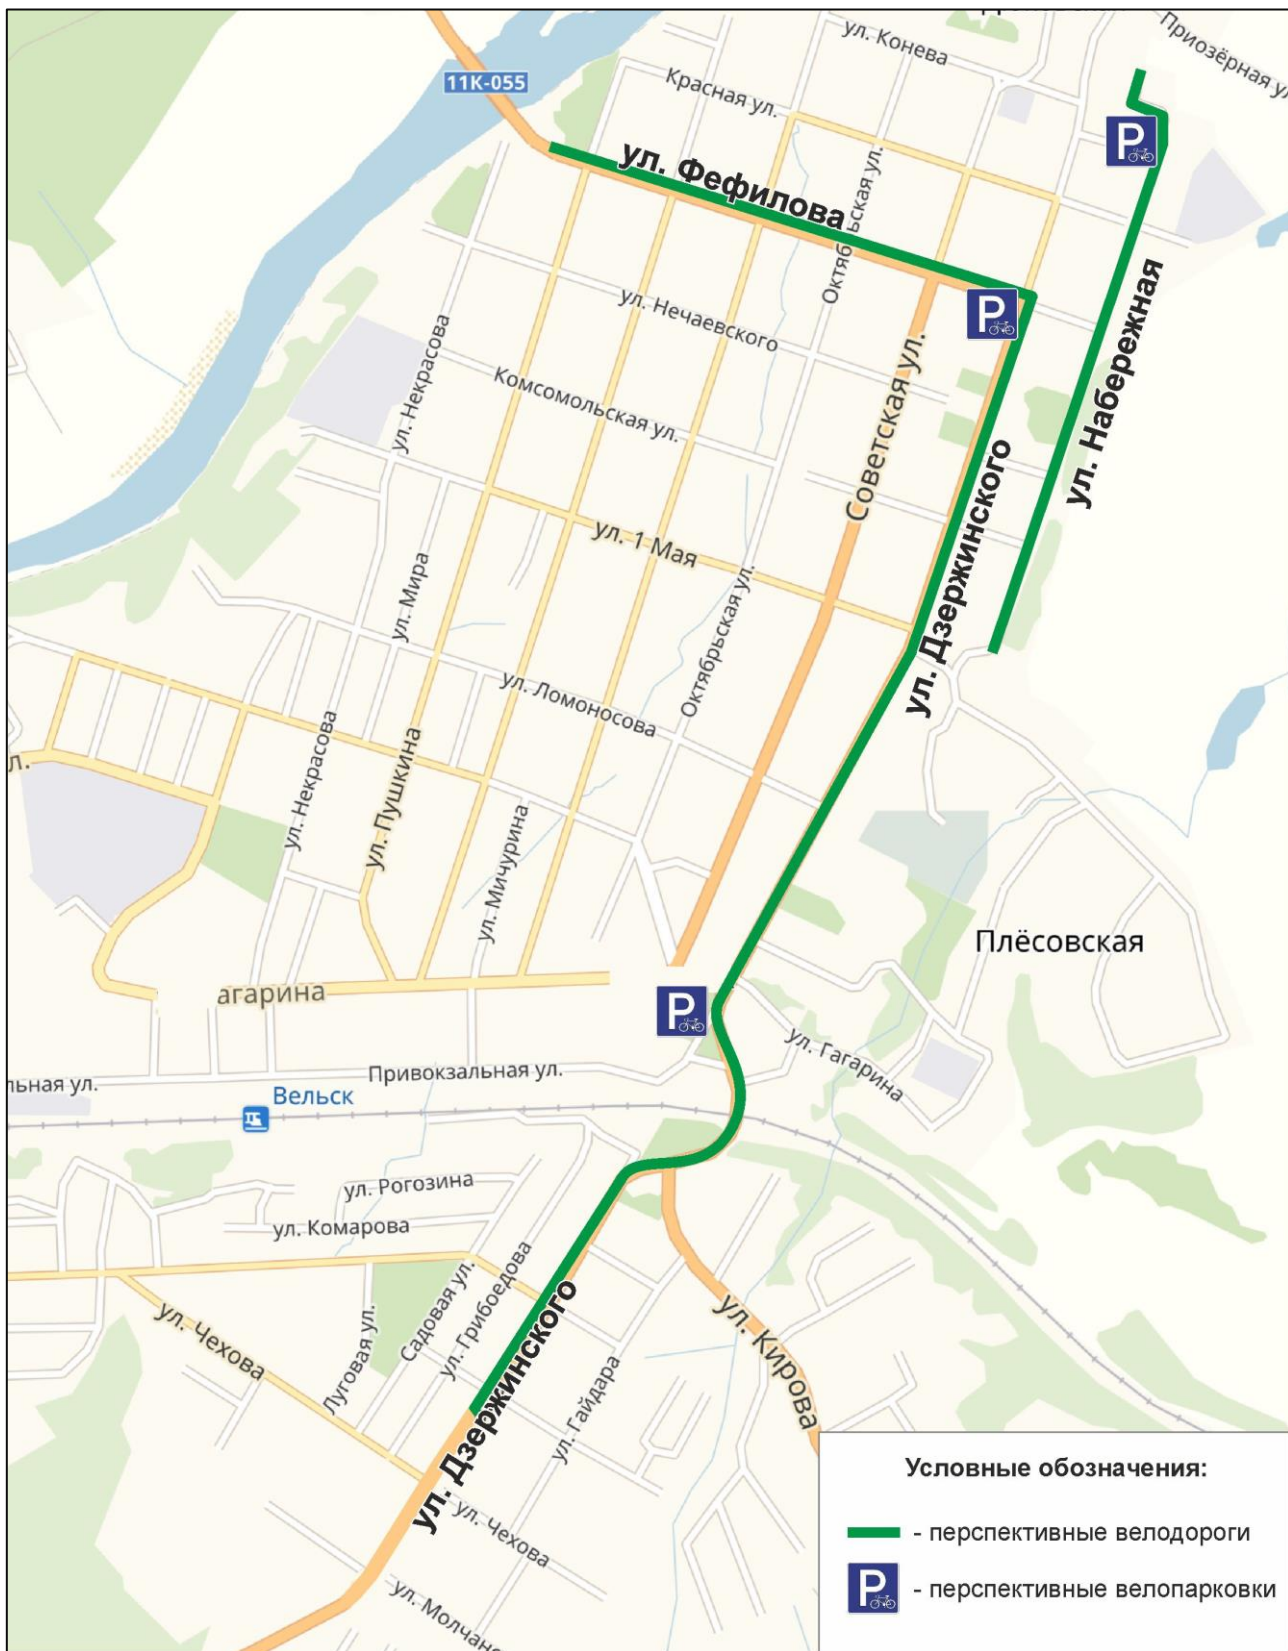 ул. Конева
Приозёрная ул.
11К-055
Красная ул.
P
ул. Фефилова
Октябрьская ул.
ул. Набережная
P
ул. Нечаевского
ул. Некрасова
Советская ул.
Комсомольская ул.
ул. Дзержинского
ул. 1 Мая
ул. Мира
Октябрьская ул.
ул. Ломоносова
л.
ул. Некрасова
ул. Пушкина
ул. Мичурина
Плёсовская
агарина
P
ул. Гагарина
льная ул.
Привокзальная ул.
Вельск
ул. Рогозина
ул. Комарова
ул. Чехова
Луговая ул.
Садовая ул.
ул. Грибоедова
ул. Дзержинского
ул. Гайдара
ул. Кирова
ул. Чехова
ул. Молчано
Условные обозначения:
- перспективные велодороги
P - перспективные велопарковки